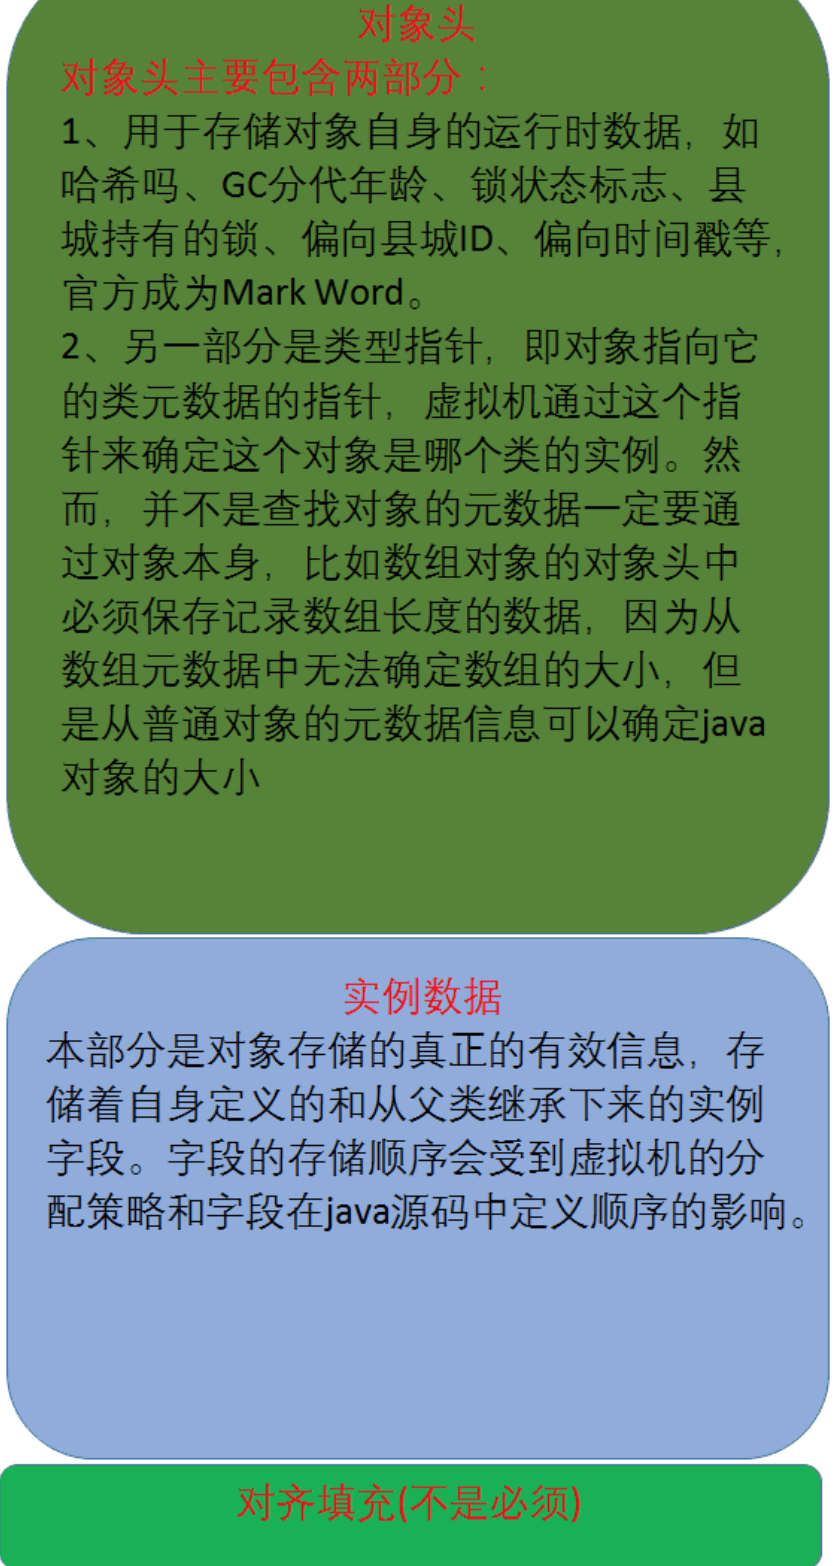 对象头
对象头主要包含两部分：
1、用于存储对象自身的运行时数据，如
哈希吗、GC分代年龄、锁状态标志、县
城持有的锁、偏向县城ID、偏向时间戳等，
官方成为Mark Word。
2、另一部分是类型指针，即对象指向它
的类元数据的指针，虚拟机通过这个指
针来确定这个对象是哪个类的实例。然
而，并不是查找对象的元数据一定要通
过对象本身，比如数组对象的对象头中
必须保存记录数组长度的数据，因为从
数组元数据中无法确定数组的大小，但
是从普通对象的元数据信息可以确定java
对象的大小
实例数据
本部分是对象存储的真正的有效信息，存
储着自身定义的和从父类继承下来的实例
字段。字段的存储顺序会受到虚拟机的分
配策略和字段在java源码中定义顺序的影响。
对齐填充(不是必须)